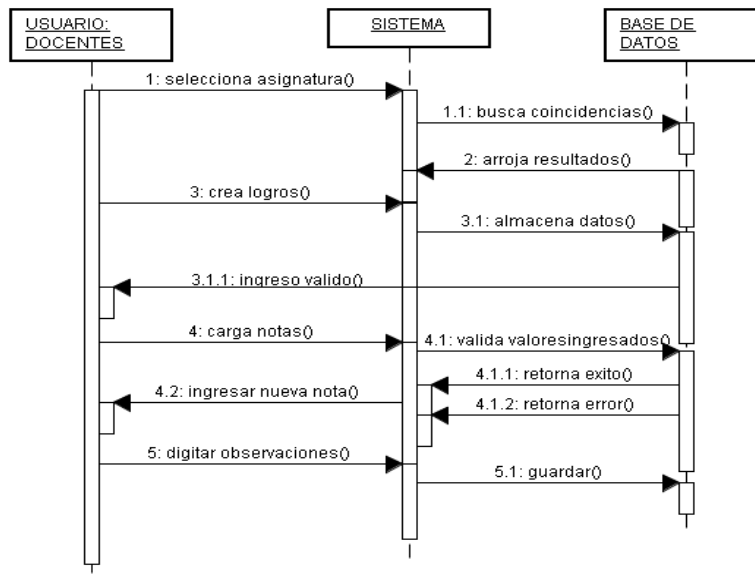 USUARIO:
DOCENTES
SISTEMA
BASE DE
DATOS
1: selecciona asignatura()
1.1: busca coincidencias()
2: arroja resultados()
3: crea logros()
3.1: almacena datos()
3.1.1: ingreso valido()
4: carga notas()
4.1: valida valoresingresados()
4.1.1: retorna exito()
4.2: ingresar nueva nota()
4.1.2: retorna error()
5: digitar observaciones()
5.1: guardar()